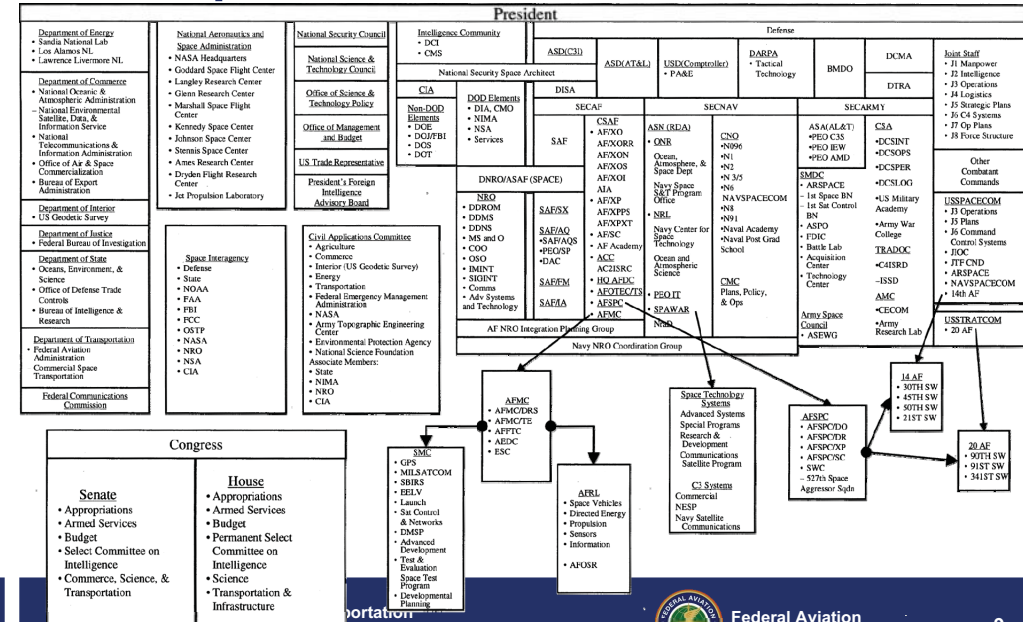 President
Department of Energy
• Sandia National Lab
• Los Alamos NL
• Lawrence Livermore NL
Department of Commerce
• National Oceanic &
Atmospheric Administration
– National Environmental
Satellite, Data, &
Information Service
• National
Telecommunications &
Information Administration
• Office of Air & Space
Commercialization
• Bureau of Export
Administration
Department of Interior
• US Geodetic Survey
Department of Justice
• Federal Bureau of Investigation
Department of State
• Oceans, Environment, &
Science
• Office of Defense Trade
Controls
• Bureau of Intelligence &
Research
Department of Transportation
• Federal Aviation
Administration
Commercial Space
Transportation
Federal Communications
Commission
National Aeronautics and
Space Administration
• NASA Headquarters
• Goddard Space Flight Center
• Langley Research Center
• Glenn Research Center
• Marshall Space Flight
Center
• Kennedy Space Center
• Johnson Space Center
• Stennis Space Center
• Ames Research Center
• Dryden Flight Research
Center
• Jet Propulsion Laboratory
Space Interagency
• Defense
• State
• NOAA
• FAA
• FBI
• FCC
• OSTP
• NASA
• NRO
• NSA
• CIA
National Security Council
National Science &
Technology Council
Office of Science &
Technology Policy
Office of Management
and Budget
US Trade Representative
President's Foreign
Intelligence
Advisory Board
Civil Applications Committee
• Agriculture
• Commerce
• Interior (US Geodetic Survey)
• Energy
• Transportation
• Federal Emergency Management
Administration
• NASA
• Army Topographic Engineering
Center
• Environmental Protection Agency
• National Science Foundation
Associate Members:
• State
• NIMA
• NRO
• CIA
Intelligence Community
• DCI
• CMS
National Security Space Architect
CIA
Non-DOD
Elements
• DOE
• DOJ/FBI
• DOS
• DOT
DOD Elements
• DIA, CMO
• NIMA
• NSA
• Services
Defense
ASD(C3I)
DISA
ASD(AT&L)
USD(Comptroller)
• PA&E
DARPA
• Tactical
Technology
BMDO
DCMA
DTRA
Joint Staff
• J1 Manpower
• J2 Intelligence
• J3 Operations
• J4 Logistics
• J5 Strategic Plans
• J6 C4 Systems
• J7 Op Plans
• J8 Force Structure
Other
Combatant
Commands
USSPACECOM
• J3 Operations
• J5 Plans
• J6 Command
Control Systems
• JIOC
• JTF CND
• ARSPACE
• NAVSPACECOM
• 14th AF
USSTRATCOM
• 20 AF
SECAF
SAF
DNRO/ASAF (SPACE)
NRO
• DDROM
• DDMS
• DDNS
• MS and O
• COO
• OSO
• IMINT
• SIGINT
• Comms
• Adv Systems
and Technology
SAF/SX
SAF/AQ
•SAF/AQS
•PEO/SP
•DAC
SAF/FM
SAF/IA
CSAF
• AF/XO
• AF/XORR
• AF/XON
• AF/XOS
• AF/XOI
AIA
• AF/XP
• AF/XPPS
• AF/XPXT
• AF/SC
• AF Academy
• ACC
AC2ISRC
• HQ AFDC
• AFOTEC/TS
• AFSPC
• AFMC
AF NRO Integration Planning Group
Navy NRO Coordination Group
SECNAV
ASN (RDA)
• ONR
Ocean,
Atmosphere, &
Space Dept
Navy Space
S&T Program
Office
• NRL
Navy Center for
Space
Technology
Ocean and
Atmospheric
Science
• PEO IT
• SPAWAR
NraD
CNO
•N096
•N1
•N2
•N 3/5
•N6
NAVSPACECOM
•N8
•N91
•Naval Academy
•Naval Post Grad
School
CMC
Plans, Policy,
& Ops
SECARMY
ASA(AL&T)
•PEO C3S
•PEO IEW
•PEO AMD
SMDC
• ARSPACE
– 1st Space BN
– 1st Sat Control
BN
• ASPO
• FDIC
• Battle Lab
• Acquisition
Center
• Technology
Center
Army Space
Council
• ASEWG
CSA
•DCSINT
•DCSOPS
•DCSPER
•DCSLOG
•US Military
Academy
•Army War
College
TRADOC
•C4ISRD
–ISSD
AMC
•CECOM
•Army
Research Lab
AFMC
• AFMC/DRS
• AFMC/TE
• AFFTC
• AEDC
• ESC
SMC
• GPS
• MILSATCOM
• SBIRS
• EELV
• Launch
• Sat Control
& Networks
• DMSP
• Advanced
Development
• Test &
Evaluation
Space Test
Program
• Developmental
Planning
AFRL
• Space Vehicles
• Directed Energy
• Propulsion
• Sensors
• Information
• AFOSR
Space Technology
Systems
Advanced Systems
Special Programs
Research &
Development
Communications
Satellite Program
C3 Systems
Commercial
NESP
Navy Satellite
Communications
AFSPC
• AFSPC/DO
• AFSPC/DR
• AFSPC/XP
• AFSPC/SC
• SWC
– 527th Space
Aggressor Sqdn
14 AF
• 30TH SW
• 45TH SW
• 50TH SW
• 21ST SW
20 AF
• 90TH SW
• 91ST SW
• 341ST SW
Congress
Senate
• Appropriations
• Armed Services
• Budget
• Select Committee on
Intelligence
• Commerce, Science, &
Transportation
House
• Appropriations
• Armed Services
• Budget
• Permanent Select
Committee on
Intelligence
• Science
• Transportation &
Infrastructure
Federal Aviation